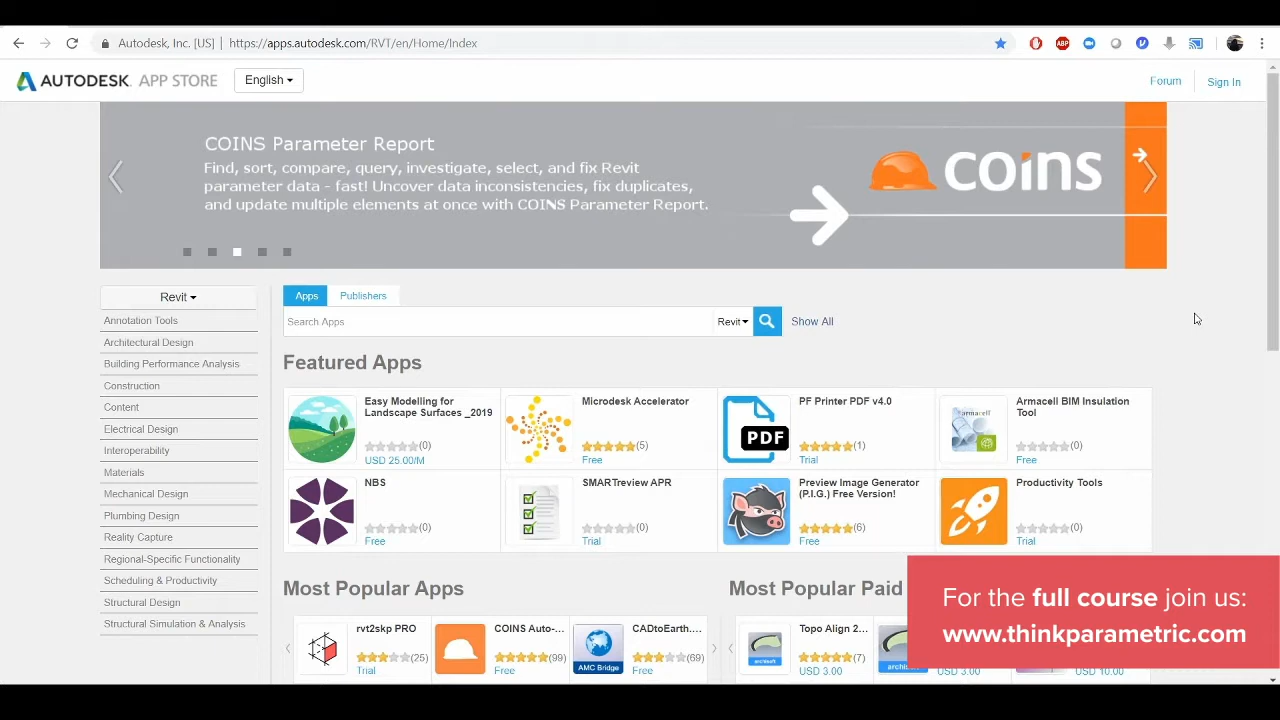 Autodesk, Inc. [US] | https://apps.autodesk.com/RVT/en/Home/Index
ABP
AUTODESK. APP STORE
English
Forum
Sign In
COINS Parameter Report
Find, sort, compare, query, investigate, select, and fix Revit
parameter data - fast! Uncover data inconsistencies, fix duplicates,
and update multiple elements at once with COINS Parameter Report.
coins
Revit
Annotation Tools
Architectural Design
Building Performance Analysis
Construction
Content
Electrical Design
Interoperability
Materials
Mechanical Design
Plumbing Design
Reality Capture
Regional-Specific Functionality
Scheduling & Productivity
Structural Design
Structural Simulation & Analysis
Apps
Publishers
Search Apps
Revit
Show All
Featured Apps
Easy Modelling for
Landscape Surfaces _2019
(0)
USD 25.00/M
Microdesk Accelerator
(5)
Free
PDF
PF Printer PDF v4.0
(1)
Trial
armacell
Armacell BIM Insulation
Tool
(0)
Free
NBS
(0)
Free
SMARTreview APR
(0)
Trial
Preview Image Generator
(P.I.G.) Free Version!
(6)
Free
Productivity Tools
(0)
Trial
Most Popular Apps
rvt2skp PRO
(25)
Trial
COINS Auto-...
(99)
Free
AMC Bridge
CADtoEarth....
(69)
Free
Most Popular Paid
archisoft
Topo Align 2...
(7)
USD 3.00
USD 3.00
USD 10.00
For the full course join us:
www.thinkparametric.com